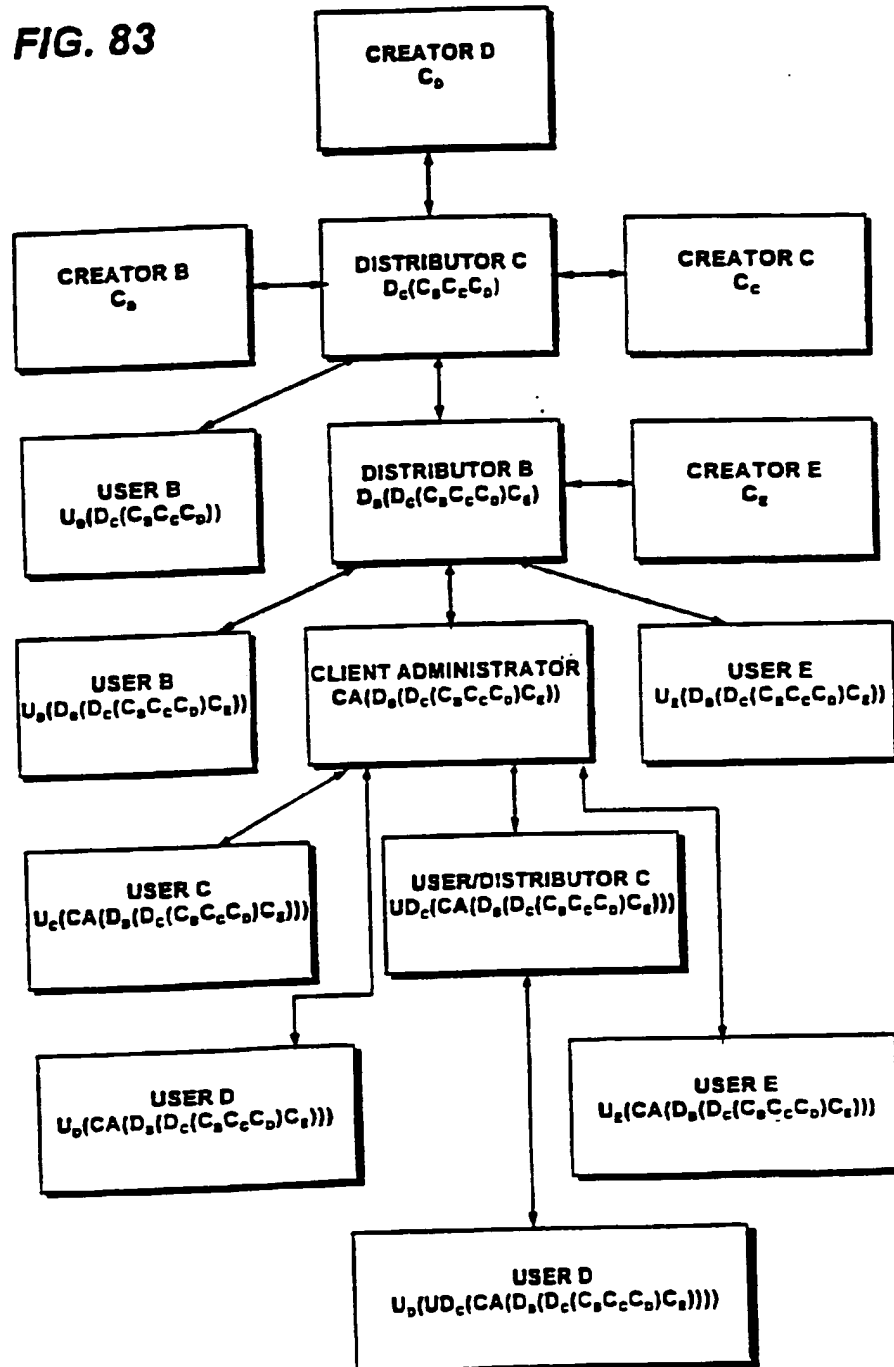 FIG. 83
CREATOR D
C_D
CREATOR B
C_B
DISTRIBUTOR C
D_C(C_BC_CC_D)
CREATOR C
C_C
USER B
U_B(D_C(C_BC_CC_D))
DISTRIBUTOR B
D_B(D_C(C_BC_CC_D)C_E)
CREATOR E
C_E
USER B
U_B(D_B(D_C(C_BC_CC_D)C_E))
CLIENT ADMINISTRATOR
CA(D_B(D_C(C_BC_CC_D)C_E))
USER E
U_E(D_B(D_C(C_BC_CC_D)C_E))
USER C
U_C(CA(D_B(D_C(C_BC_CC_D)C_E)))
USER/DISTRIBUTOR C
UD_C(CA(D_B(D_C(C_BC_CC_D)C_E)))
USER D
U_D(CA(D_B(D_C(C_BC_CC_D)C_E)))
USER E
U_E(CA(D_B(D_C(C_BC_CC_D)C_E)))
USER D
U_D(UD_C(CA(D_B(D_C(C_BC_CC_D)C_E))))